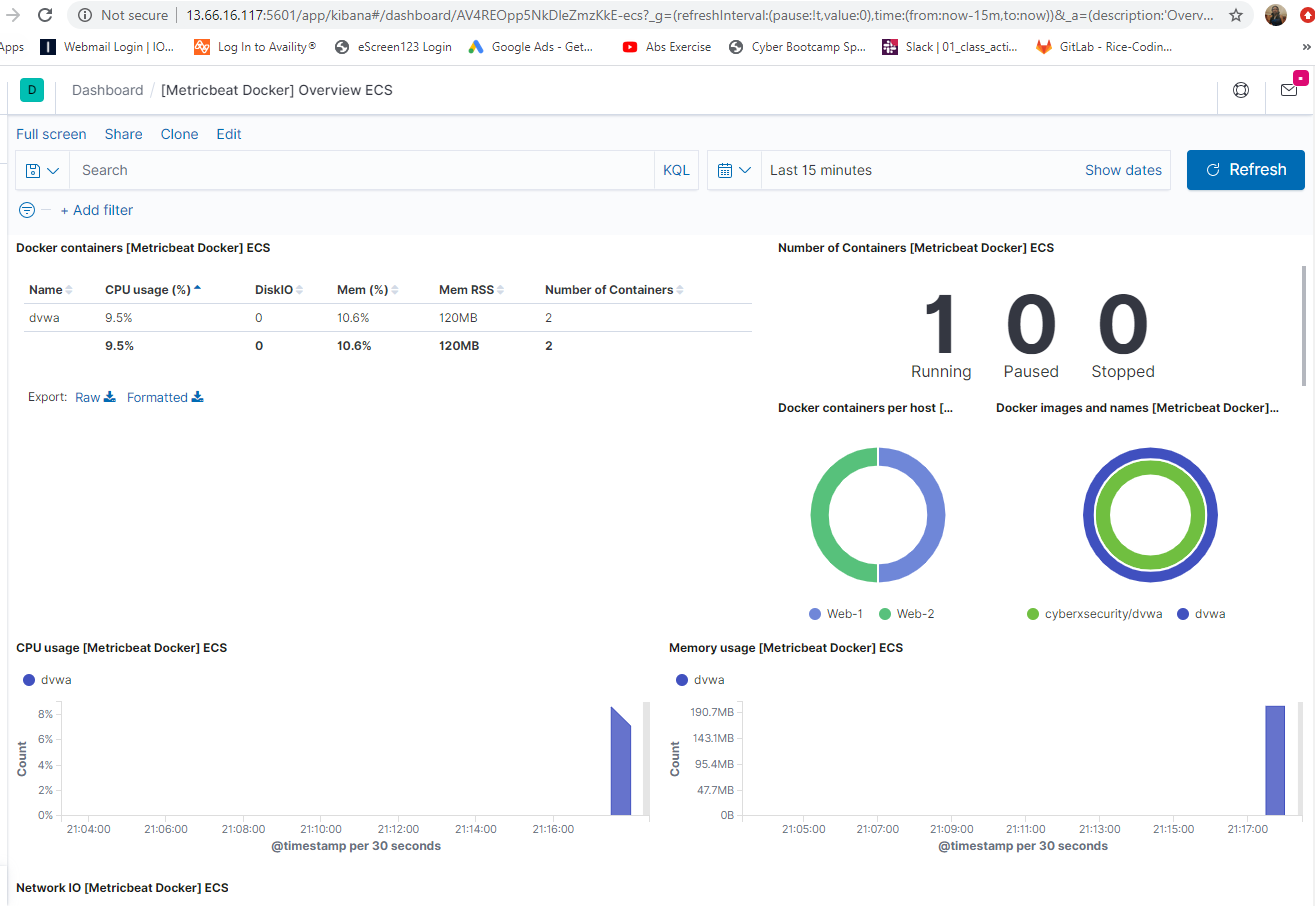 Not secure | 13.66.16.117:5601/app/kibana#/dashboard/AV4REOpp5NkDleZmzKkE-ecs?_g=(refreshInterval:(pause:!t,value:0),time:(from:now-15m,to:now))&_a=(description:'Overv...
Apps Webmail Login | IO... Log In to Availity® eScreen123 Login Google Ads - Get... Abs Exercise Cyber Bootcamp Sp... Slack | 01_class_acti... GitLab - Rice-Codin... »
D Dashboard / [Metricbeat Docker] Overview ECS
Full screen Share Clone Edit
Search KQL Last 15 minutes Show dates Refresh
+ Add filter
Docker containers [Metricbeat Docker] ECS
Name CPU usage (%) DiskIO Mem (%) Mem RSS Number of Containers
dvwa 9.5% 0 10.6% 120MB 2
9.5% 0 10.6% 120MB 2
Export: Raw Formatted
Number of Containers [Metricbeat Docker] ECS
1 0 0
Running Paused Stopped
Docker containers per host [...
Web-1 Web-2
Docker images and names [Metricbeat Docker]...
cyberxsecurity/dvwa dvwa
CPU usage [Metricbeat Docker] ECS
dvwa
8%
6%
4%
2%
0%
Count
21:04:00 21:06:00 21:08:00 21:10:00 21:12:00 21:14:00 21:16:00
@timestamp per 30 seconds
Memory usage [Metricbeat Docker] ECS
dvwa
190.7MB
143.1MB
95.4MB
47.7MB
0B
Count
21:05:00 21:07:00 21:09:00 21:11:00 21:13:00 21:15:00 21:17:00
@timestamp per 30 seconds
Network IO [Metricbeat Docker] ECS